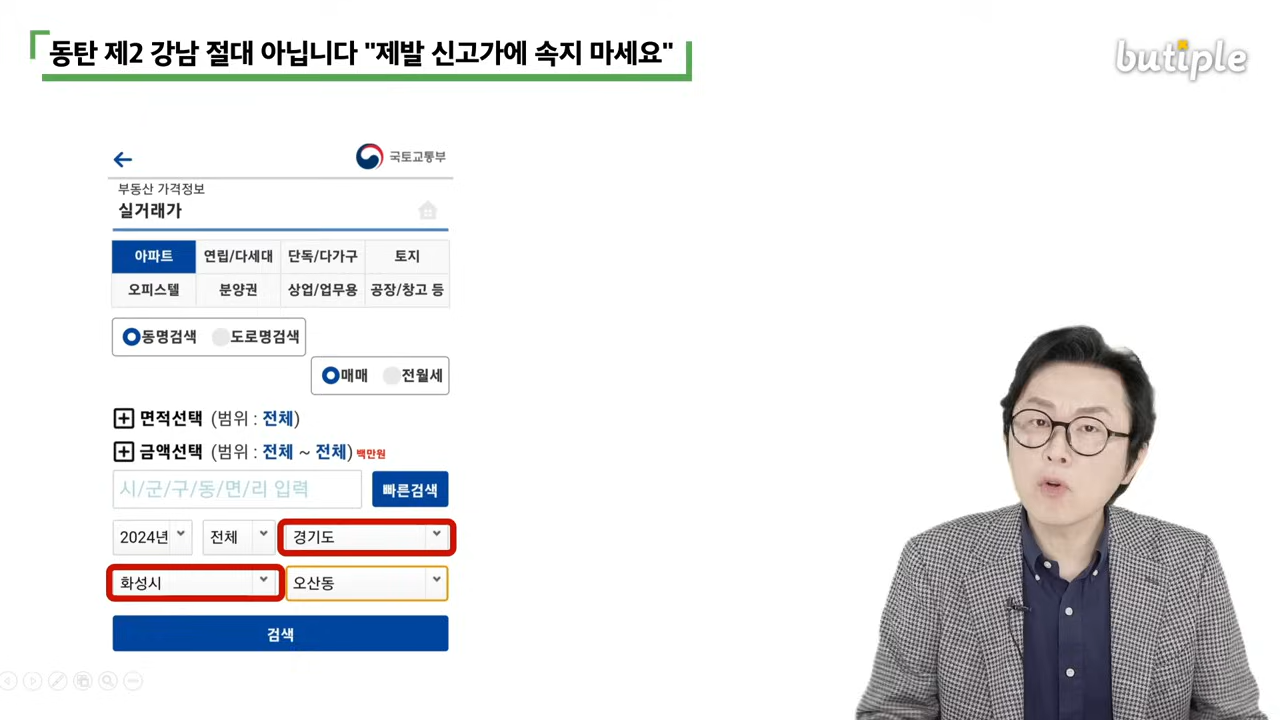 동탄 제2 강남 절대 아닙니다 "제발 신고가에 속지 마세요"
butiple
국토교통부
부동산 가격정보
실거래가
아파트 연립/다세대 단독/다가구 토지
오피스텔 분양권 상업/업무용 공장/창고 등
동명검색 도로명검색
매매 전월세
면적선택 (범위 : 전체)
금액선택 (범위 : 전체 ~ 전체) 백만원
시/군/구/동/면/리 입력 빠른검색
2024년 전체 경기도
화성시 오산동
검색